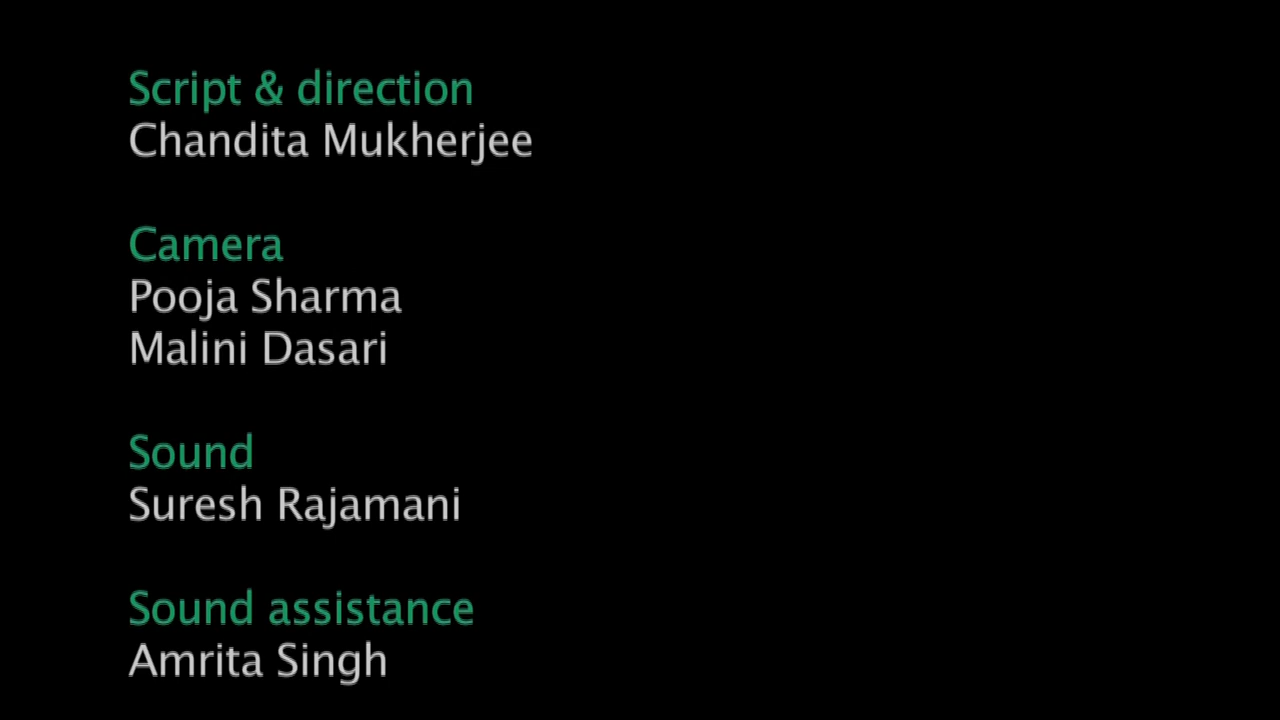 Script & direction
Chandita Mukherjee
Camera
Pooja Sharma
Malini Dasari
Sound
Suresh Rajamani
Sound assistance
Amrita Singh